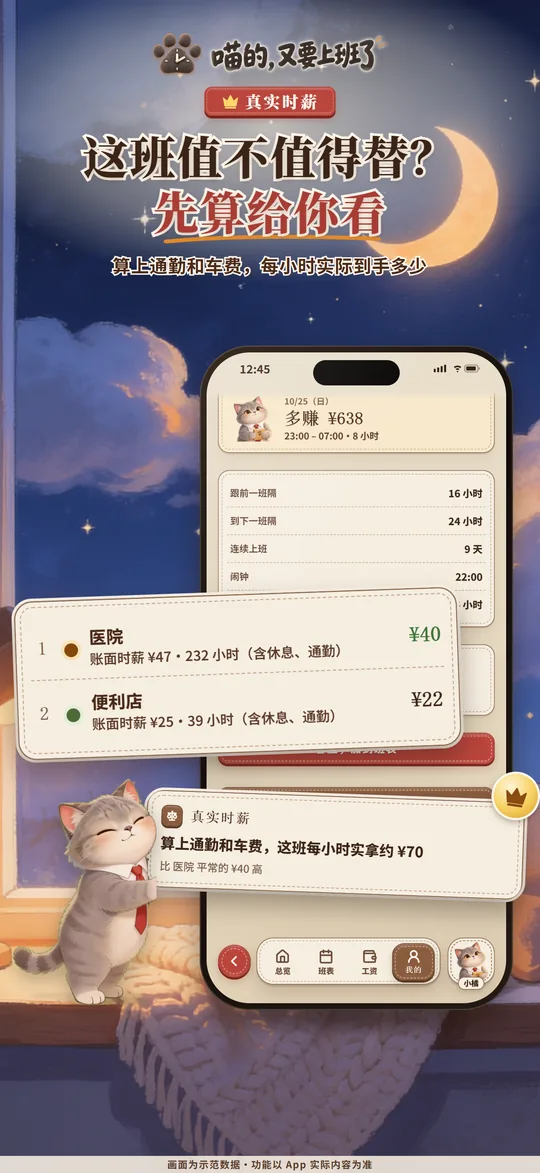 喵的，又要上班了
真实时薪
这班值不值得替？
先算给你看
算上通勤和车费，每小时实际到手多少
12:45
10/25（日）
多赚 ¥638
23:00 – 07:00・8 小时
跟前一班隔 16 小时
到下一班隔 24 小时
连续上班 9 天
闹钟 22:00
小时
1 医院 ¥40
账面时薪 ¥47・232 小时（含休息、通勤）
2 便利店 ¥22
账面时薪 ¥25・39 小时（含休息、通勤）
真实时薪
算上通勤和车费，这班每小时实拿约 ¥70
比 医院 平常的 ¥40 高
总览 班表 工资 我的 小橘
画面为示范数据・功能以 App 实际内容为准